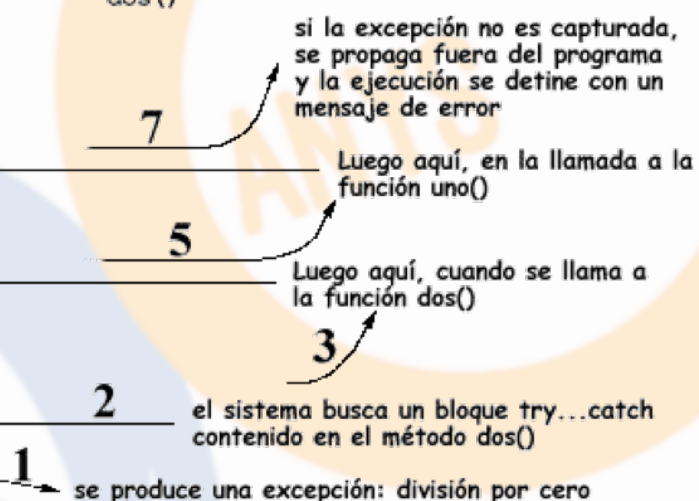 dos()
si la excepción no es capturada,
se propaga fuera del programa
y la ejecución se detine con un
mensaje de error
7
Luego aquí, en la llamada a la
función uno()
5
Luego aquí, cuando se llama a
la función dos()
3
2
el sistema busca un bloque try...catch
contenido en el método dos()
1
se produce una excepción: división por cero